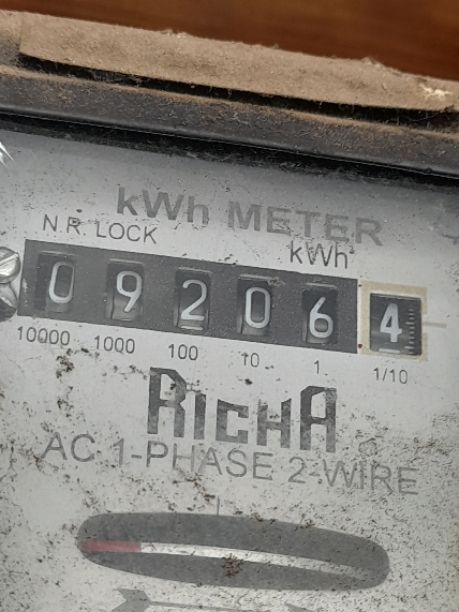 kWh METER
N.R. LOCK kWh
0 9 2 0 6 4
10000 1000 100 10 1 1/10
RICHA
AC 1-PHASE 2-WIRE